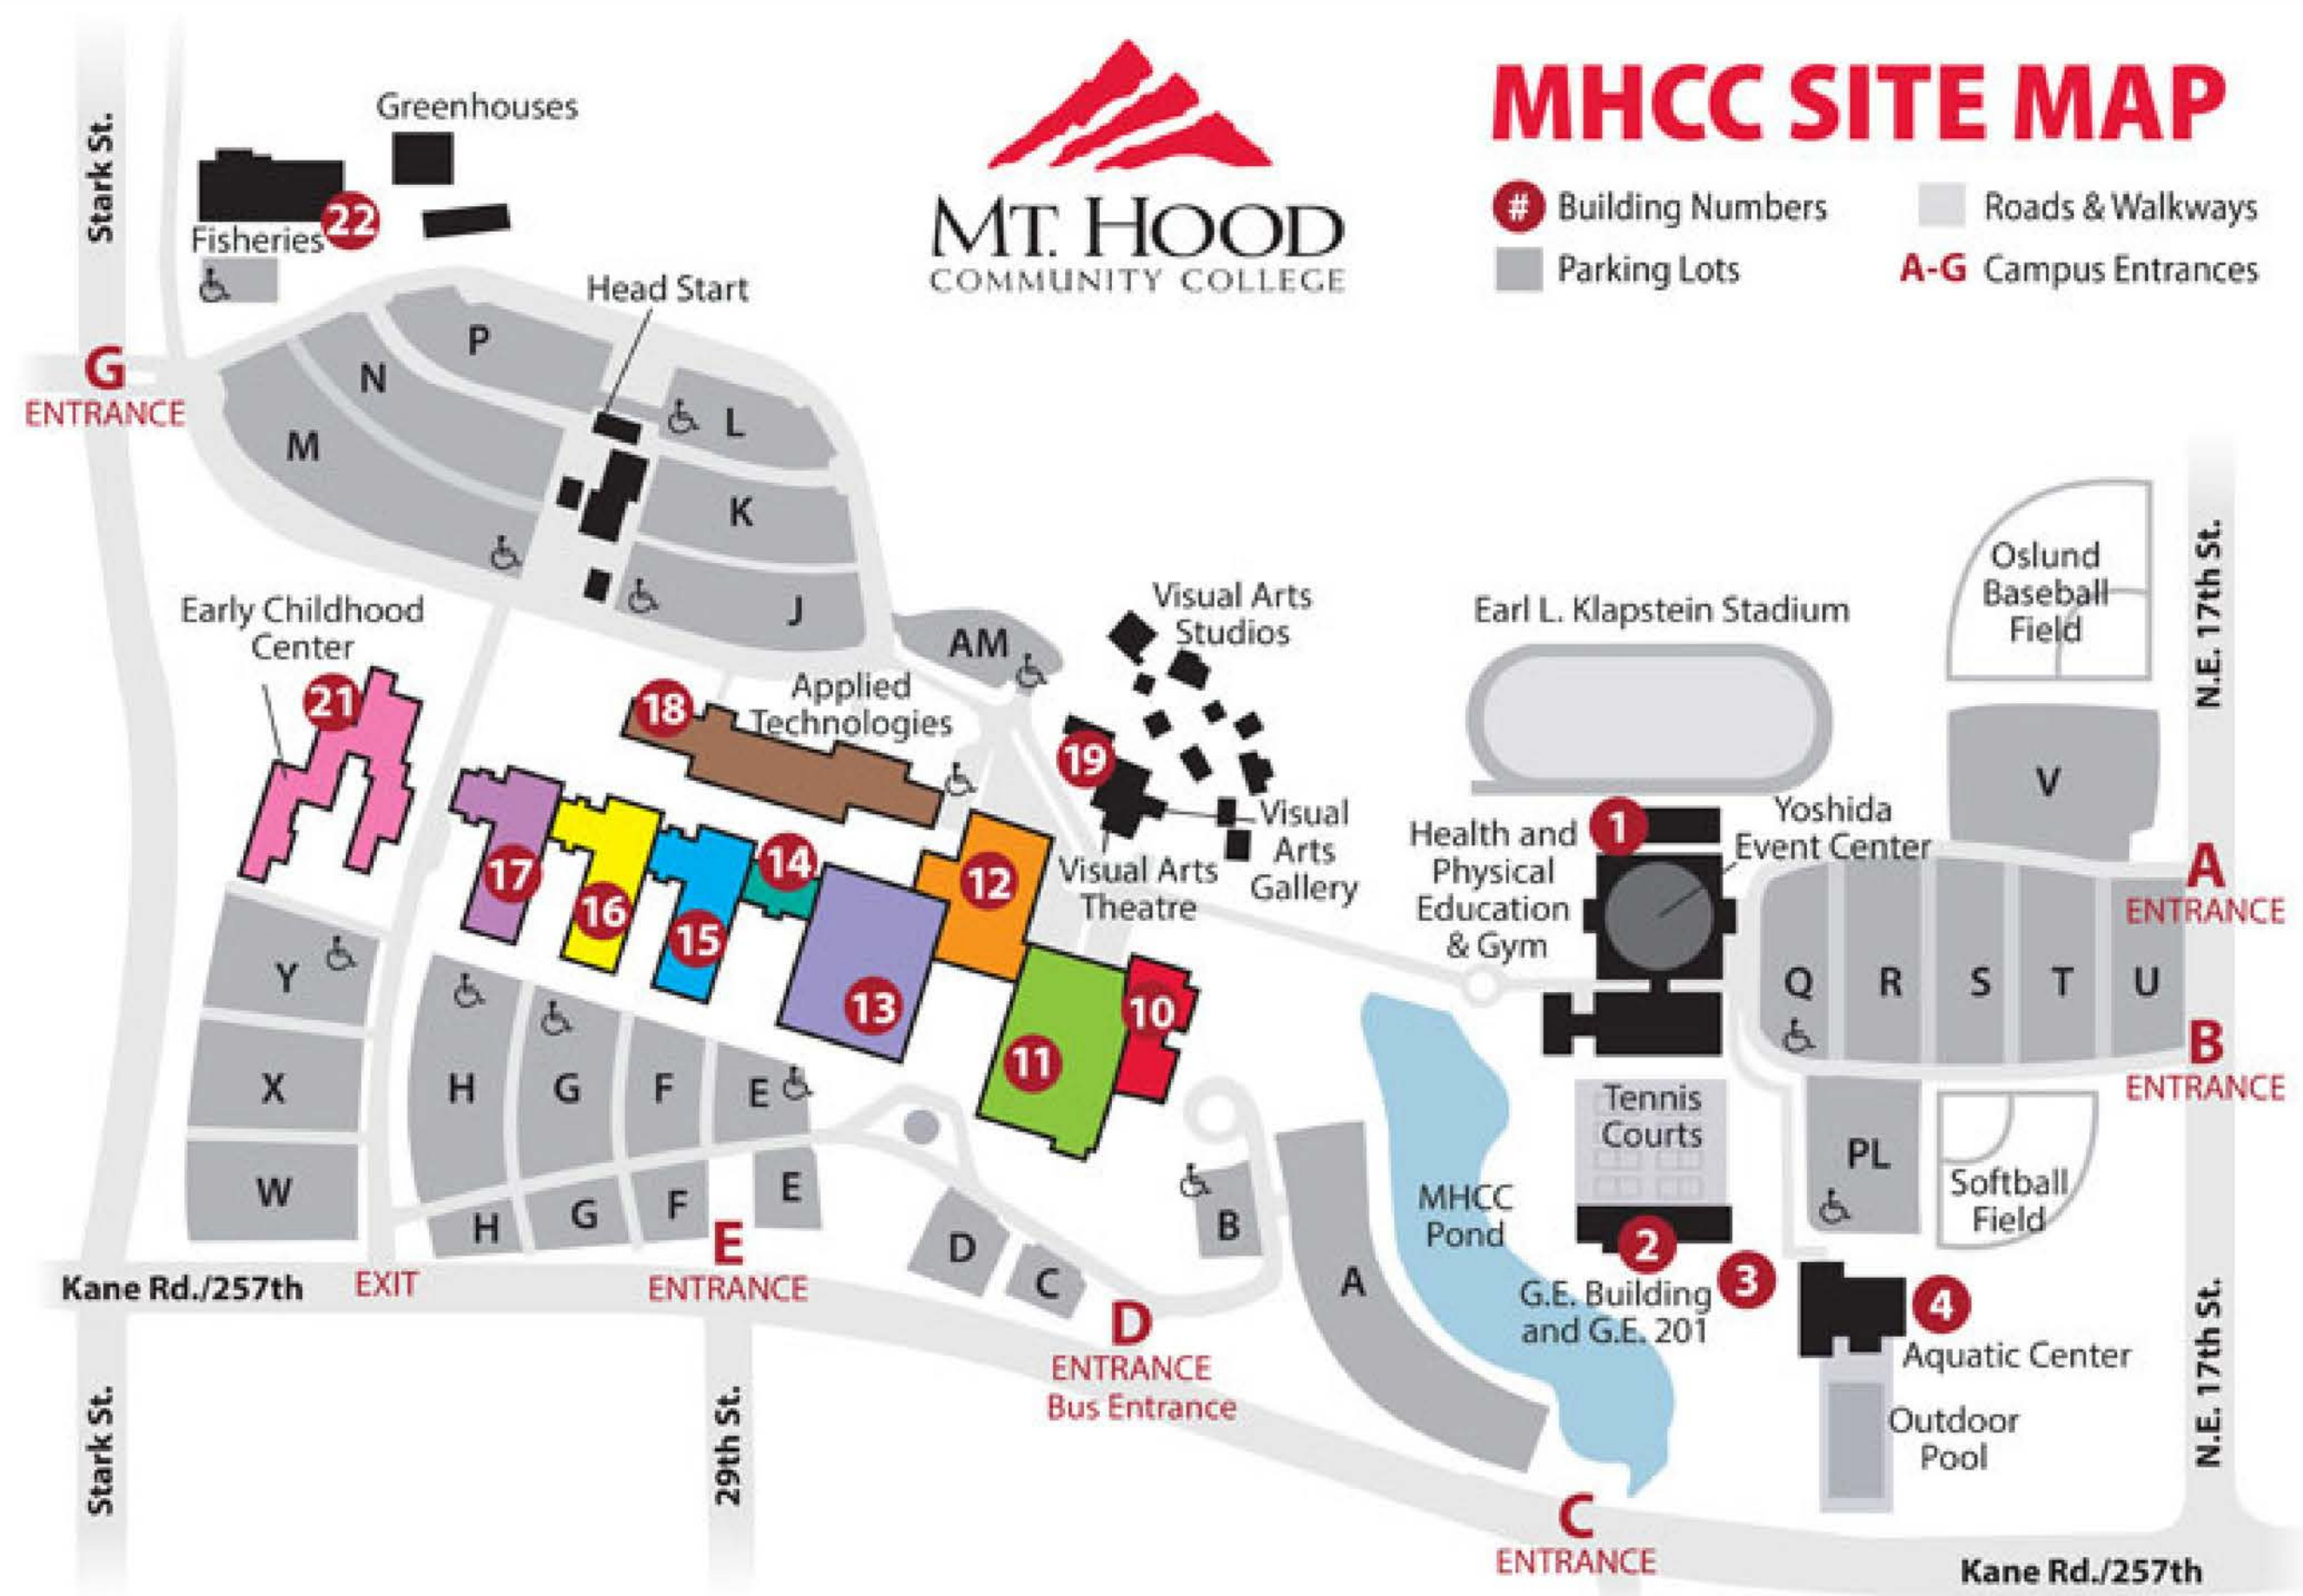 MT. HOOD
COMMUNITY COLLEGE
MHCC SITE MAP
# Building Numbers
Roads & Walkways
Parking Lots
A-G Campus Entrances
Stark St.
Greenhouses
22
Fisheries
Head Start
G
ENTRANCE
P
N
M
L
K
J
AM
Early Childhood
Center
21
18
Applied
Technologies
Visual Arts
Studios
19
Visual
Arts
Gallery
Visual Arts
Theatre
17
16
15
14
13
12
11
10
Earl L. Klapstein Stadium
Oslund
Baseball
Field
N.E. 17th St.
V
1
Health and
Physical
Education
& Gym
Yoshida
Event Center
A
ENTRANCE
Q
R
S
T
U
B
ENTRANCE
Y
X
W
H
G
F
E
H
G
F
E
E
ENTRANCE
EXIT
Kane Rd./257th
D
C
B
A
D
ENTRANCE
Bus Entrance
MHCC
Pond
Tennis
Courts
PL
Softball
Field
2
3
G.E. Building
and G.E. 201
4
Aquatic Center
Outdoor
Pool
N.E. 17th St.
Stark St.
29th St.
C
ENTRANCE
Kane Rd./257th